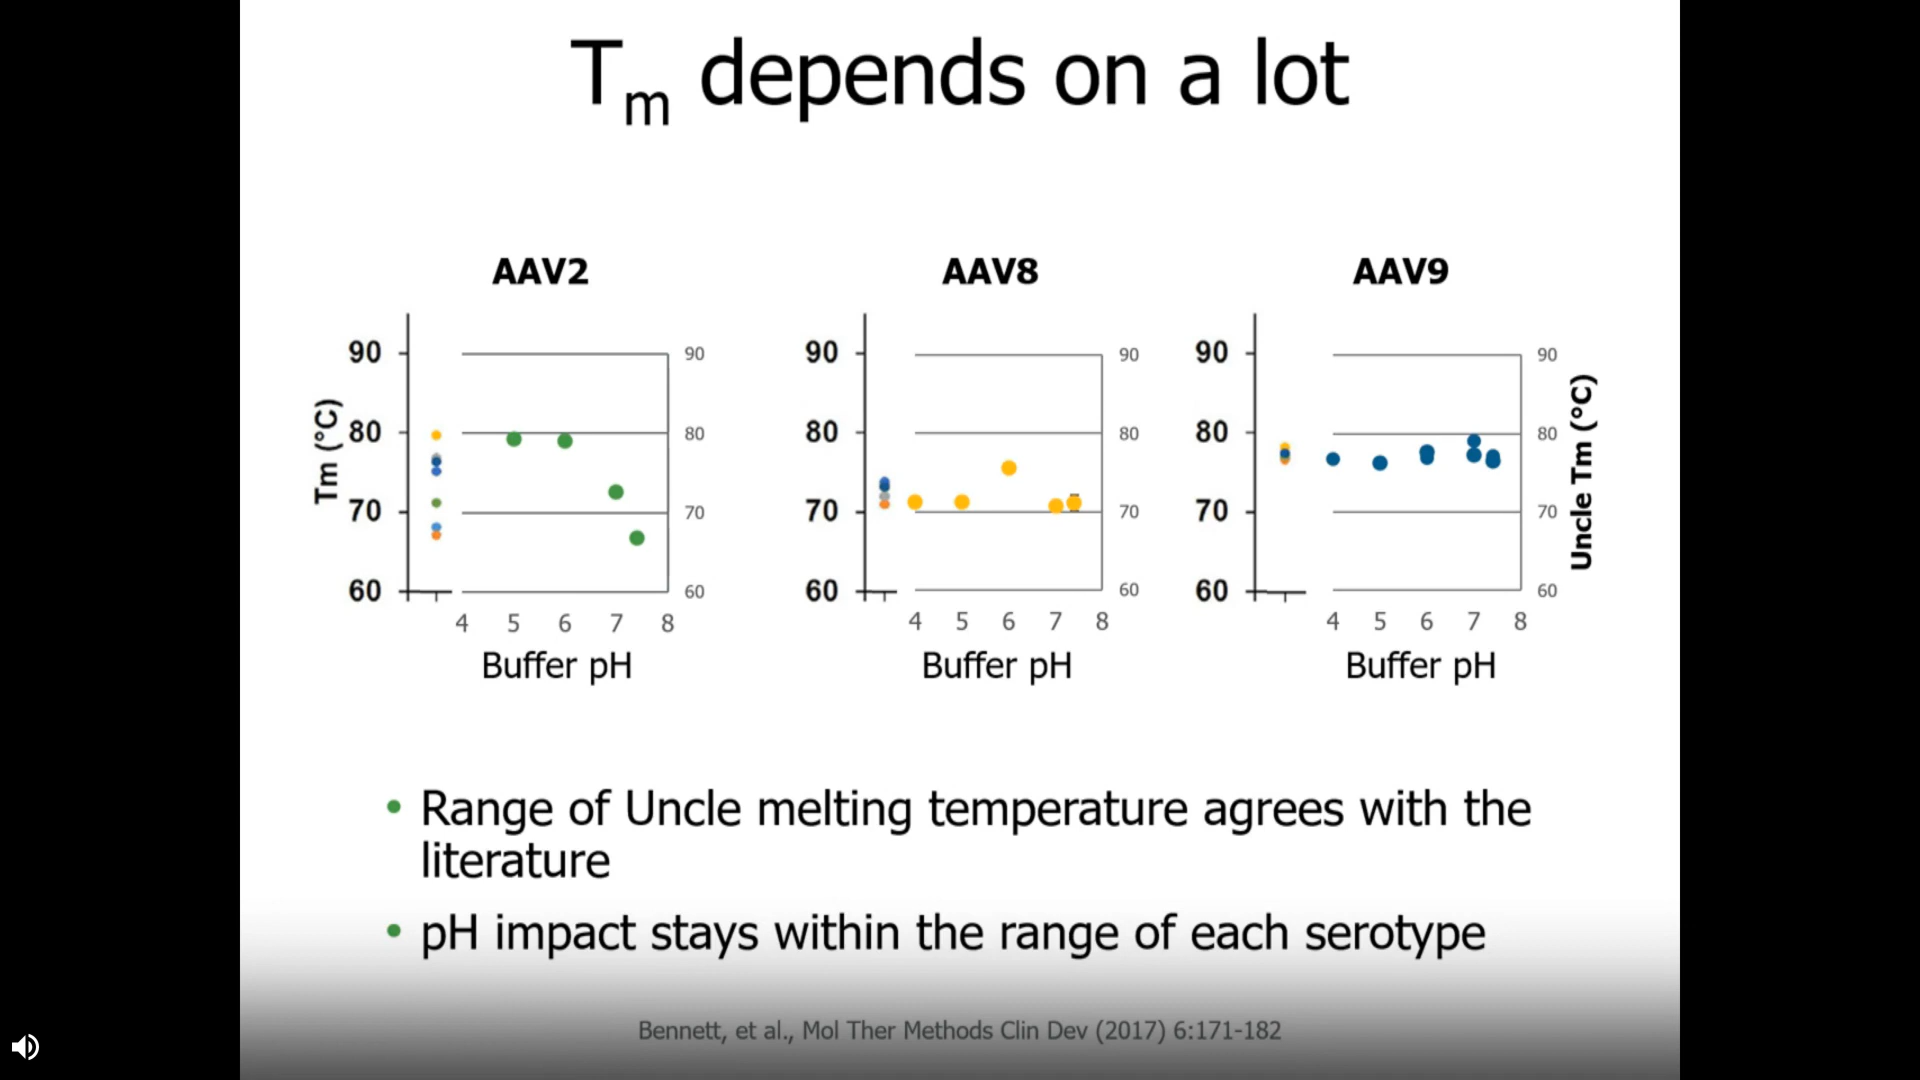 Tm depends on a lot
AAV2
AAV8
AAV9
Tm (°C)
90
80
70
60
90
80
70
60
4 5 6 7 8
Buffer pH
90
80
70
60
90
80
70
60
4 5 6 7 8
Buffer pH
90
80
70
60
90
80
70
60
Uncle Tm (°C)
4 5 6 7 8
Buffer pH
• Range of Uncle melting temperature agrees with the
literature
• pH impact stays within the range of each serotype
Bennett, et al., Mol Ther Methods Clin Dev (2017) 6:171-182